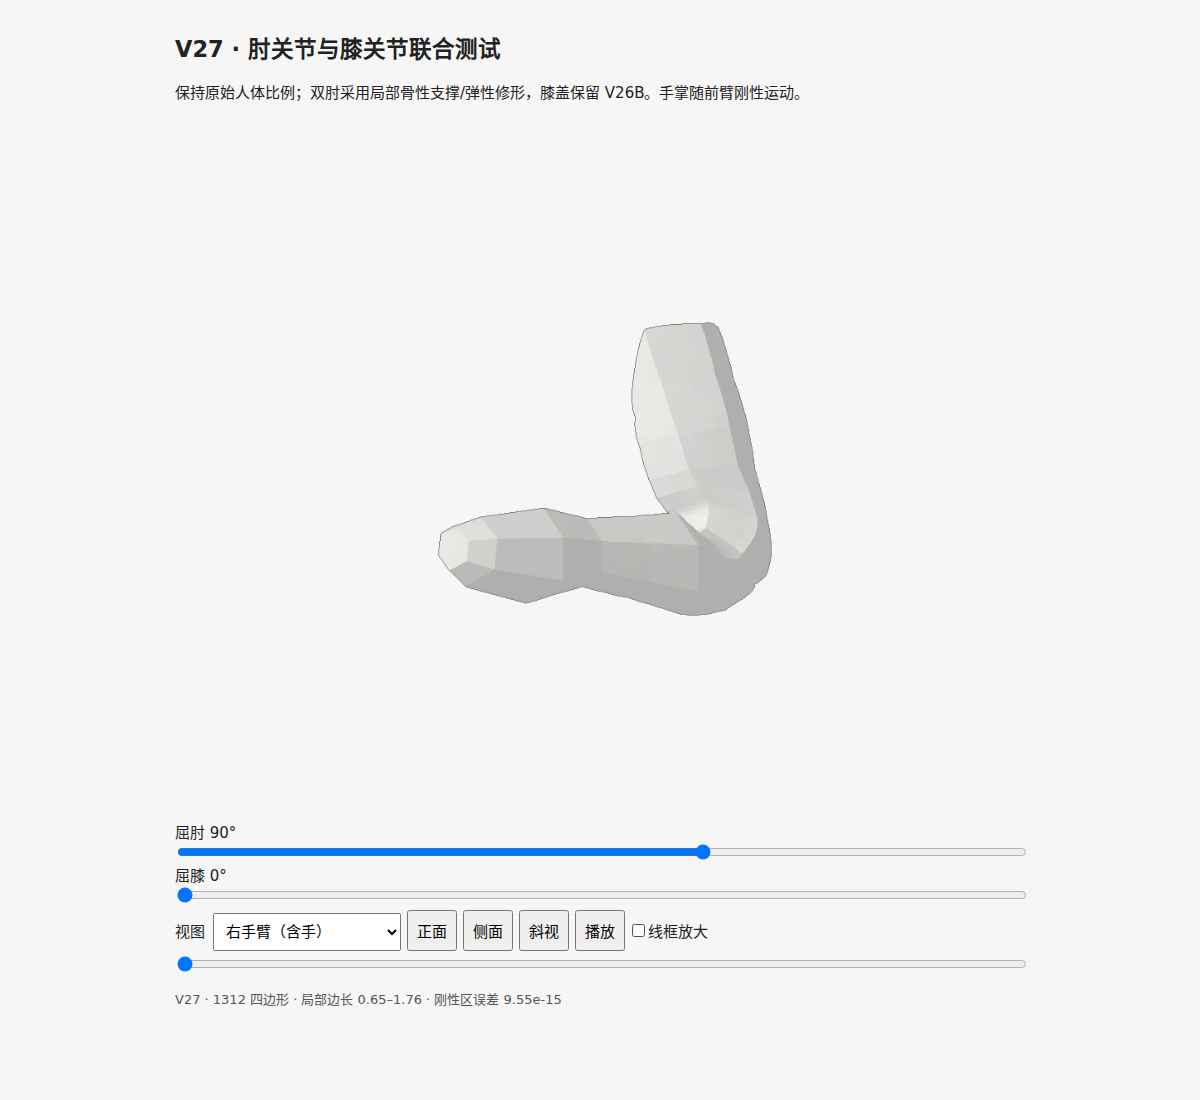 V27 · 肘关节与膝关节联合测试
保持原始人体比例；双肘采用局部骨性支撑/弹性修形，膝盖保留 V26B。手掌随前臂刚性运动。
屈肘 90°
屈膝 0°
视图 右手臂（含手） 正面 侧面 斜视 播放 线框放大
V27 · 1312 四边形 · 局部边长 0.65–1.76 · 刚性区误差 9.55e-15